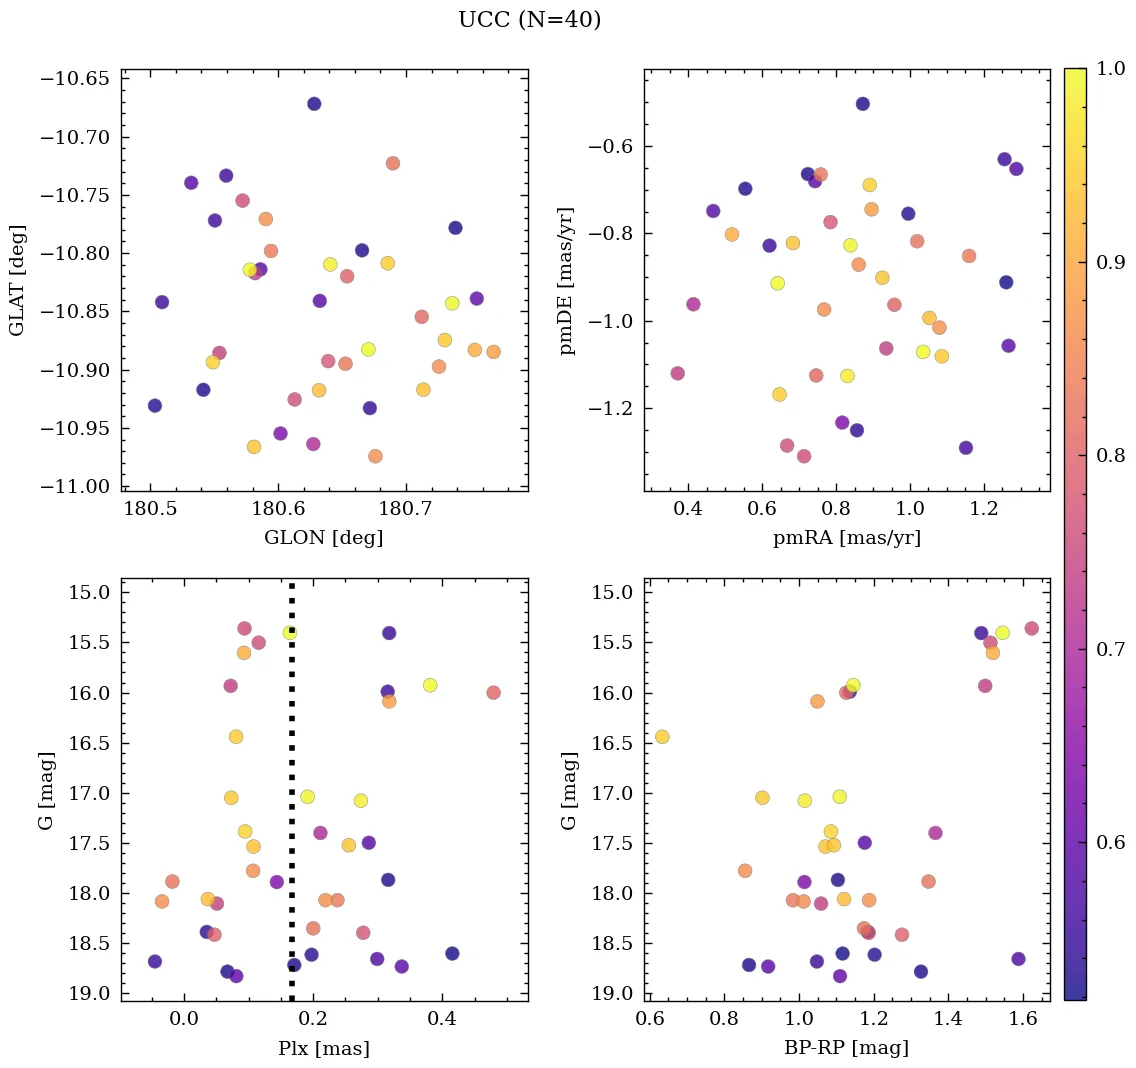 UCC (N=40)
−10.65
−10.70
−10.75
−10.80
−10.85
−10.90
−10.95
−11.00
GLAT [deg]
180.5 180.6 180.7
GLON [deg]
−0.6
−0.8
−1.0
−1.2
pmDE [mas/yr]
0.4 0.6 0.8 1.0 1.2
pmRA [mas/yr]
1.0
0.9
0.8
0.7
0.6
15.0
15.5
16.0
16.5
17.0
17.5
18.0
18.5
19.0
G [mag]
0.0 0.2 0.4
Plx [mas]
15.0
15.5
16.0
16.5
17.0
17.5
18.0
18.5
19.0
G [mag]
0.6 0.8 1.0 1.2 1.4 1.6
BP-RP [mag]